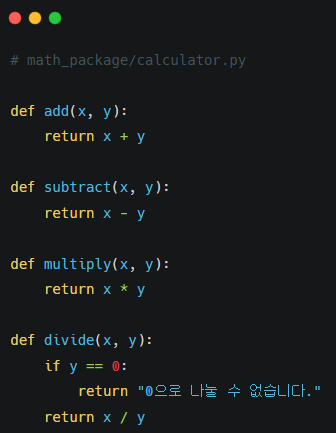 # math_package/calculator.py

def add(x, y):
    return x + y

def subtract(x, y):
    return x - y

def multiply(x, y):
    return x * y

def divide(x, y):
    if y == 0:
        return "0으로 나눌 수 없습니다."
    return x / y